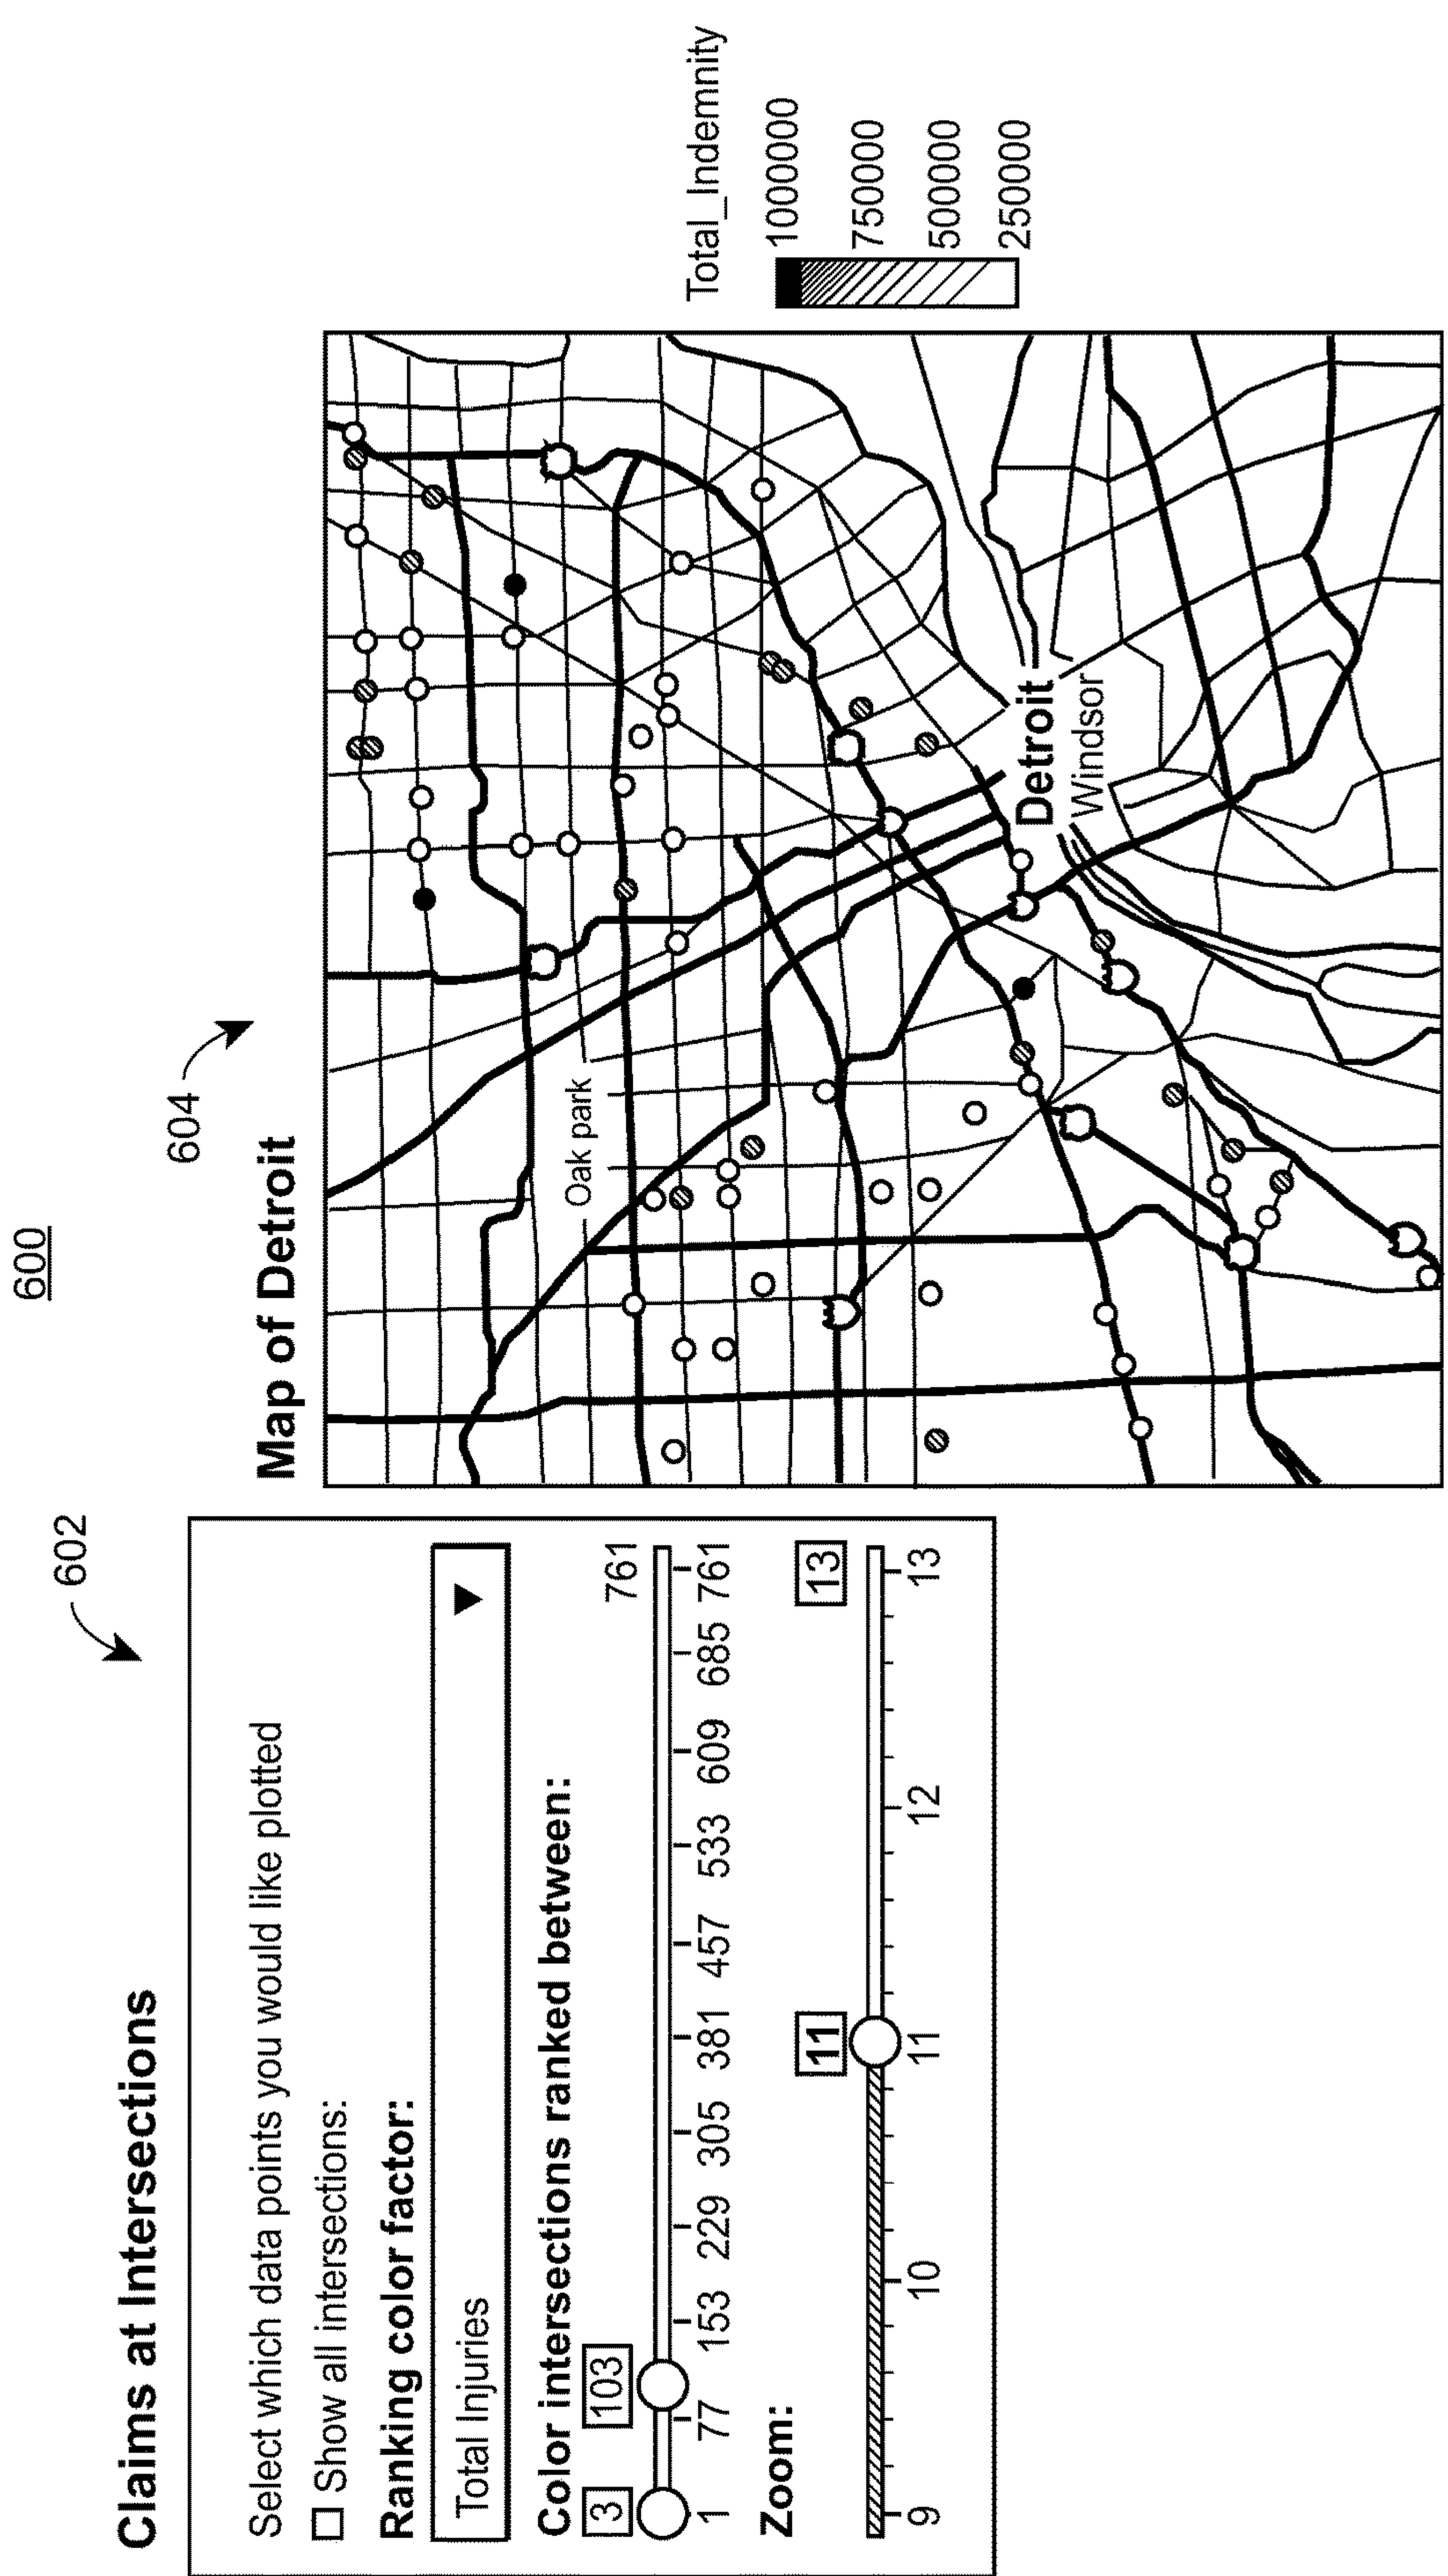 600
Claims at Intersections
602
Select which data points you would like plotted
Show all intersections:
Ranking color factor:
Total Injuries
Color intersections ranked between:
3 103 761
1 77 153 229 305 381 457 533 609 685 761
Zoom:
11 13
9 10 11 12 13
604
Map of Detroit
Oak park
Detroit
Windsor
Total_Indemnity
1000000
750000
500000
250000